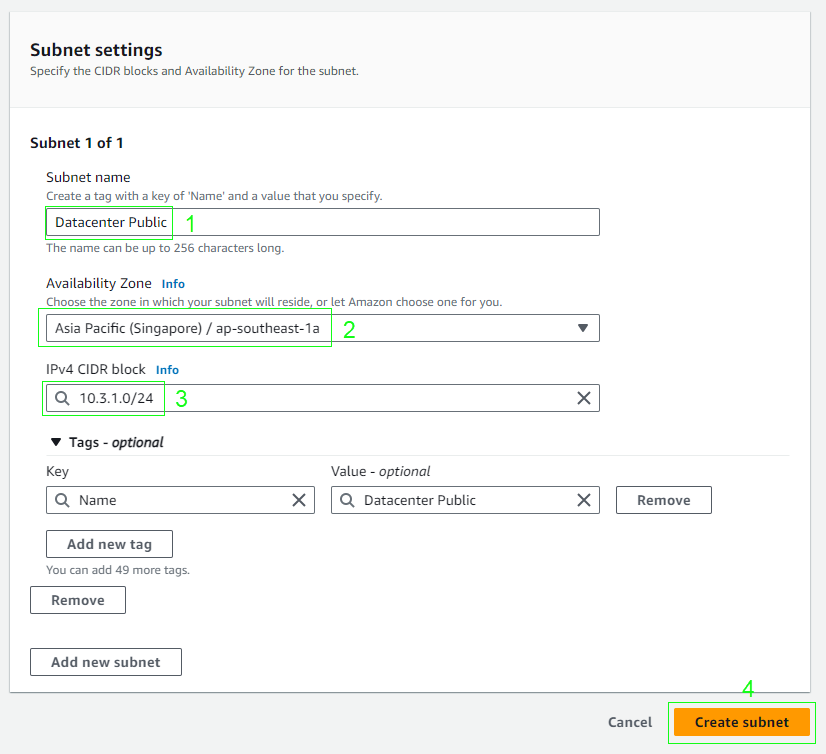 Subnet settings
Specify the CIDR blocks and Availability Zone for the subnet.
Subnet 1 of 1
Subnet name
Create a tag with a key of 'Name' and a value that you specify.
Datacenter Public 1
The name can be up to 256 characters long.
Availability Zone Info
Choose the zone in which your subnet will reside, or let Amazon choose one for you.
Asia Pacific (Singapore) / ap-southeast-1a 2
IPv4 CIDR block Info
10.3.1.0/24 3
Tags - optional
Key Value - optional
Name Datacenter Public Remove
Add new tag
You can add 49 more tags.
Remove
Add new subnet
4
Cancel Create subnet